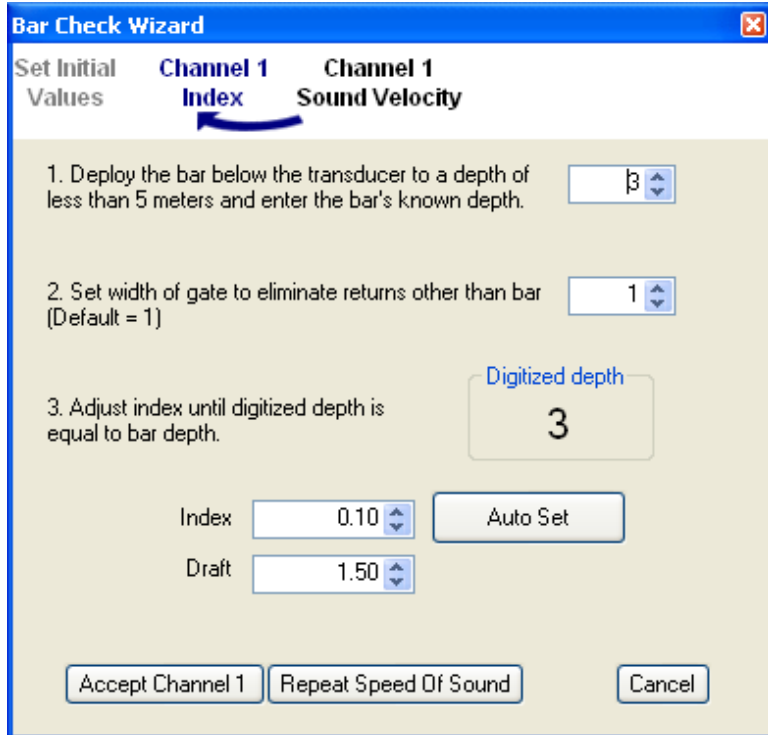 Bar Check Wizard
Set Initial Values
Channel 1 Index
Channel 1 Sound Velocity
1. Deploy the bar below the transducer to a depth of
less than 5 meters and enter the bar's known depth.
3
2. Set width of gate to eliminate returns other than bar
(Default = 1)
1
3. Adjust index until digitized depth is
equal to bar depth.
Digitized depth
3
Index
0.10
Auto Set
Draft
1.50
Accept Channel 1
Repeat Speed Of Sound
Cancel